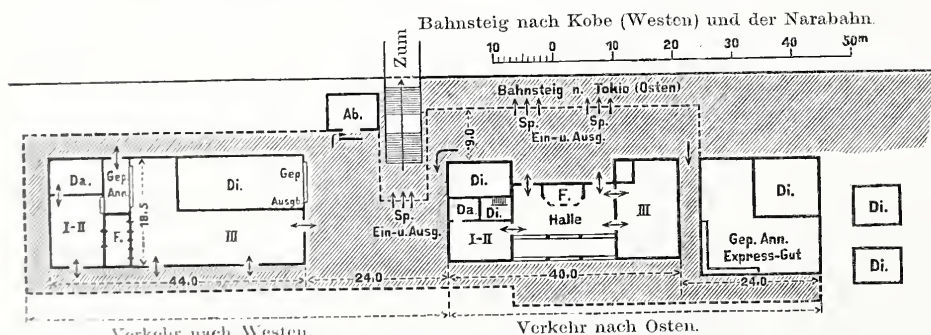 Bahnsteig nach Kobe (Westen) und der Narabahn.
Zum
10 0 10 20 30 40 50m
Bahnsteig n. Tokio (Osten)
Ab.
Sp. Sp.
Ein-u. Ausg.
9.0
Da.
Gep. Ann.
Di.
Gep. Ausgb.
I-II
F.
18.5
III
Sp.
Ein-u. Ausg.
Di.
Da.
Di.
F.
Halle
I-II
III
Di.
Gep. Ann.
Express-Gut
Di.
Di.
44.0 24.0 40.0 24.0
Verkehr nach Westen. Verkehr nach Osten.